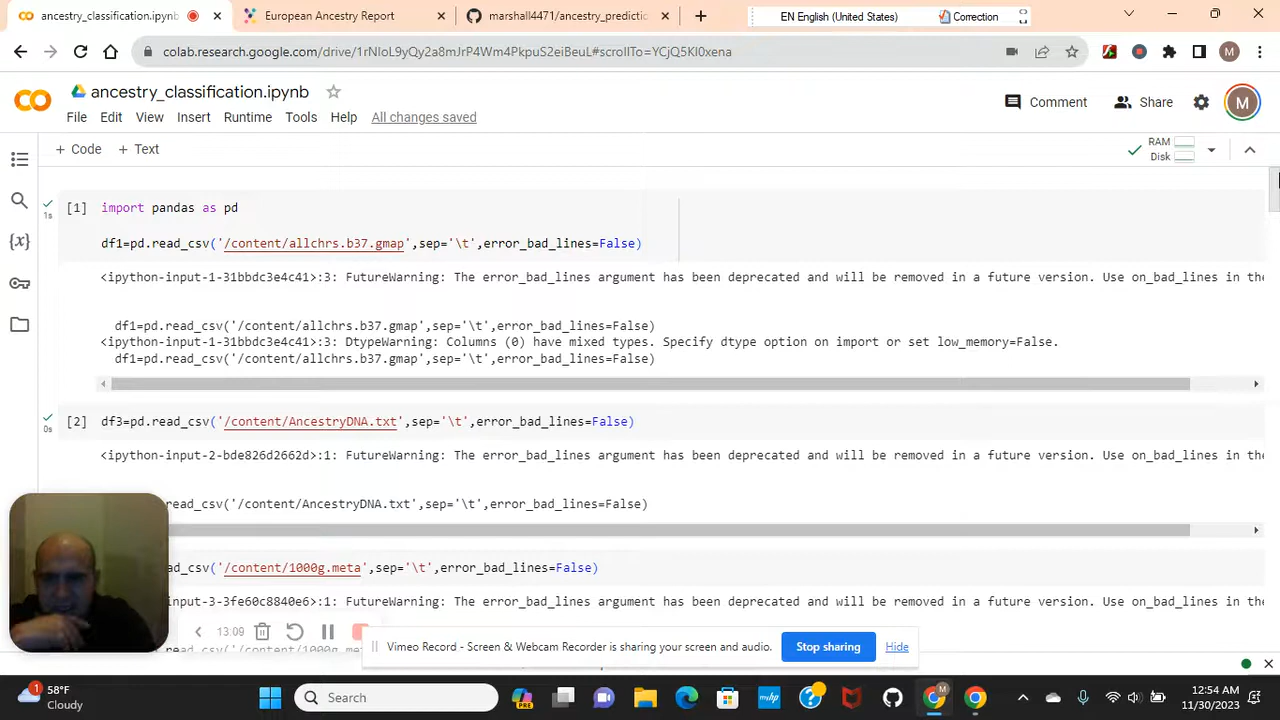 ancestry_classification.ipynb
European Ancestry Report
marshall4471/ancestry_predictic
EN English (United States)
Correction
colab.research.google.com/drive/1rNIoL9yQy2a8mJrP4Wm4PkpuS2eiBeuL#scrollTo=YCjQ5KI0xena
M
ancestry_classification.ipynb
Comment
Share
M
File Edit View Insert Runtime Tools Help All changes saved
+ Code + Text
RAM
Disk
[1] import pandas as pd
1s
df1=pd.read_csv('/content/allchrs.b37.gmap',sep='\t',error_bad_lines=False)
<ipython-input-1-31bbdc3e4c41>:3: FutureWarning: The error_bad_lines argument has been deprecated and will be removed in a future version. Use on_bad_lines in the
df1=pd.read_csv('/content/allchrs.b37.gmap',sep='\t',error_bad_lines=False)
<ipython-input-1-31bbdc3e4c41>:3: DtypeWarning: Columns (0) have mixed types. Specify dtype option on import or set low_memory=False.
df1=pd.read_csv('/content/allchrs.b37.gmap',sep='\t',error_bad_lines=False)
[2] df3=pd.read_csv('/content/AncestryDNA.txt',sep='\t',error_bad_lines=False)
0s
<ipython-input-2-bde826d2662d>:1: FutureWarning: The error_bad_lines argument has been deprecated and will be removed in a future version. Use on_bad_lines in the
ead_csv('/content/AncestryDNA.txt',sep='\t',error_bad_lines=False)
ad_csv('/content/1000g.meta',sep='\t',error_bad_lines=False)
input-3-3fe60c8840e6>:1: FutureWarning: The error_bad_lines argument has been deprecated and will be removed in a future version. Use on_bad_lines in the
13:09
Vimeo Record - Screen & Webcam Recorder is sharing your screen and audio.
Stop sharing
Hide
1
58°F
Cloudy
Search
PRE
M
12:54 AM
11/30/2023